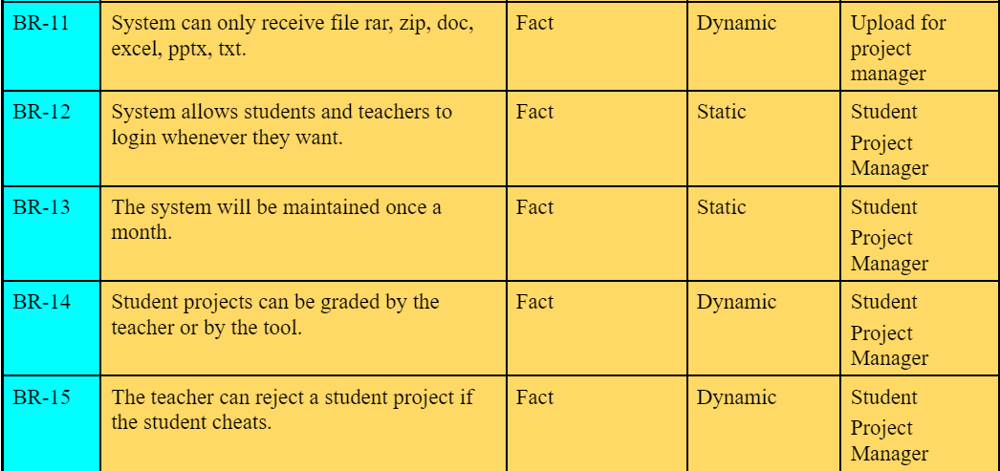 BR-11
System can only receive file rar, zip, doc,
excel, pptx, txt.
Fact
Dynamic
Upload for
project
manager
BR-12
System allows students and teachers to
login whenever they want.
Fact
Static
Student
Project
Manager
BR-13
The system will be maintained once a
month.
Fact
Static
Student
Project
Manager
BR-14
Student projects can be graded by the
teacher or by the tool.
Fact
Dynamic
Student
Project
Manager
BR-15
The teacher can reject a student project if
the student cheats.
Fact
Dynamic
Student
Project
Manager